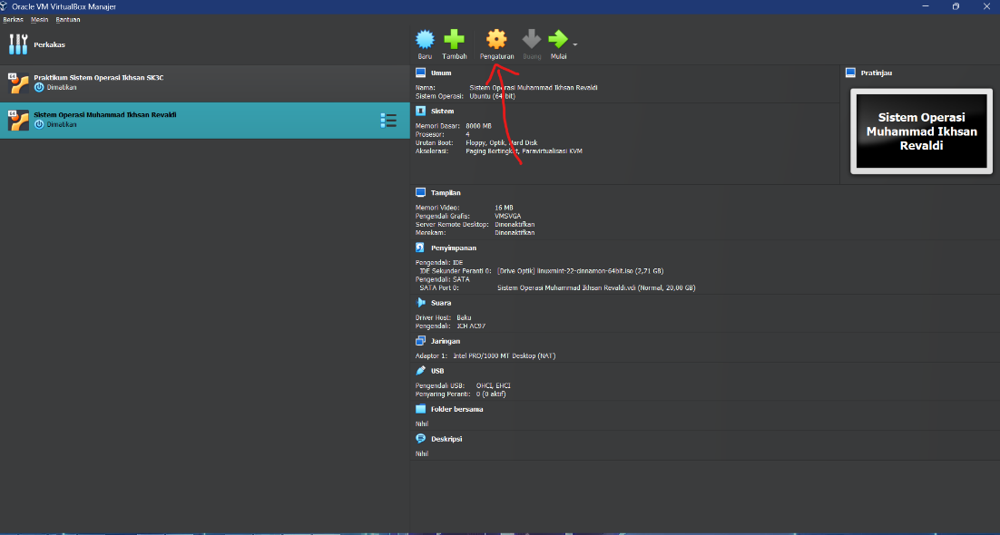 Oracle VM VirtualBox Manajer
Berkas Mesin Bantuan
Perkakas
Baru Tambah Pengaturan Buang Mulai
64
Praktikum Sistem Operasi Ikhsan SK3C
Dimatikan
64
Sistem Operasi Muhammad Ikhsan Revaldi
Dimatikan
Umum
Nama: Sistem Operasi Muhammad Ikhsan Revaldi
Sistem Operasi: Ubuntu (64-bit)
Sistem
Memori Dasar: 8000 MB
Prosesor: 4
Urutan Boot: Floppy, Optik, Hard Disk
Akselerasi: Paging Bertingkat, Paravirtualisasi KVM
Pratinjau
Sistem Operasi
Muhammad Ikhsan
Revaldi
Tampilan
Memori Video: 16 MB
Pengendali Grafis: VMSVGA
Server Remote Desktop: Dinonaktifkan
Merekam: Dinonaktifkan
Penyimpanan
Pengendali: IDE
IDE Sekunder Peranti 0: [Drive Optik] linuxmint-22-cinnamon-64bit.iso (2,71 GB)
Pengendali: SATA
SATA Port 0: Sistem Operasi Muhammad Ikhsan Revaldi.vdi (Normal, 20,00 GB)
Suara
Driver Host: Baku
Pengendali: ICH AC97
Jaringan
Adaptor 1: Intel PRO/1000 MT Desktop (NAT)
USB
Pengendali USB: OHCI, EHCI
Penyaring Peranti: 0 (0 aktif)
Folder bersama
Nihil
Deskripsi
Nihil